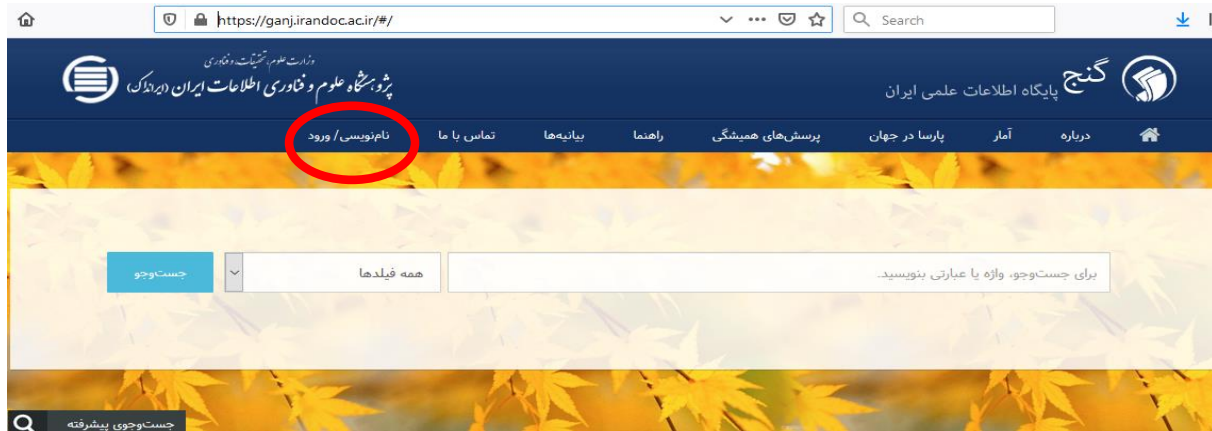 https://ganj.irandoc.ac.ir/#/
Search
گنج
پایگاه اطلاعات علمی ایران
وزارت علوم، تحقیقات، و فناوری
پژوهشگاه علوم و فناوری اطلاعات ایران (ایرانداک)
درباره آمار پارسا در جهان پرسش‌های همیشگی راهنما بیانیه‌ها تماس با ما نام‌نویسی/ ورود
برای جست‌وجو، واژه یا عبارتی بنویسید. همه فیلدها جست‌وجو
جست‌وجوی پیشرفته